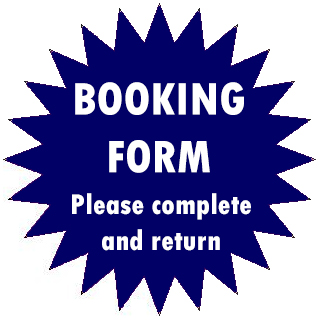 BOOKING
FORM
Please complete
and return